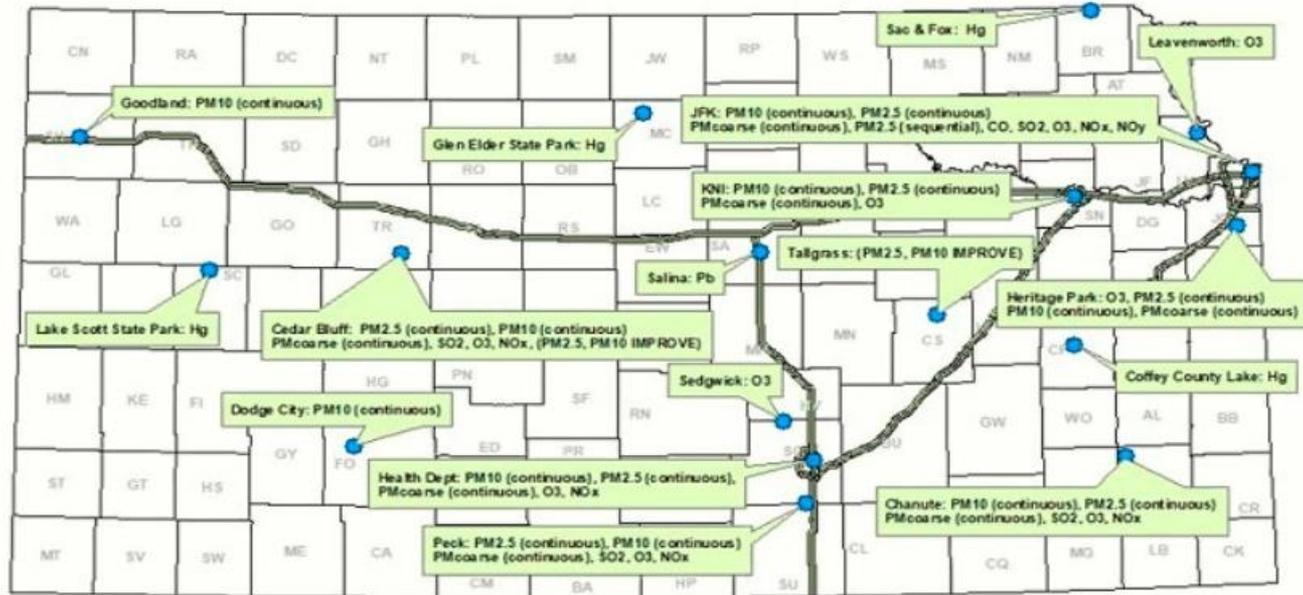 Sac & Fox: Hg
Leavenworth: O3
Goodland: PM10 (continuous)
JFK: PM10 (continuous), PM2.5 (continuous)
PMcoarse (continuous), PM2.5 (sequential), CO, SO2, O3, NOx, NOy
Glen Elder State Park: Hg
KNI: PM10 (continuous), PM2.5 (continuous)
PMcoarse (continuous), O3
Tallgrass: (PM2.5, PM10 IMPROVE)
Salina: Pb
Heritage Park: O3, PM2.5 (continuous)
PM10 (continuous), PMcoarse (continuous)
Lake Scott State Park: Hg
Cedar Bluff: PM2.5 (continuous), PM10 (continuous)
PMcoarse (continuous), SO2, O3, NOx, (PM2.5, PM10 IMPROVE)
Sedgwick: O3
Coffey County Lake: Hg
Dodge City: PM10 (continuous)
Health Dept: PM10 (continuous), PM2.5 (continuous),
PMcoarse (continuous), O3, NOx
Chanute: PM10 (continuous), PM2.5 (continuous)
PMcoarse (continuous), SO2, O3, NOx
Peck: PM2.5 (continuous), PM10 (continuous)
PMcoarse (continuous), SO2, O3, NOx
CN RA DC NT PL SM JW RP WS MS NM BR
AT
SD GH RO OB MC
WA LG GO TR RS LC EW SA JF SN DG
GL SC
MN CS
HM KE FI HG PN SF RN GW WO AL BB
GY FO ED PR BU
ST GT HS CR
MT SV SW ME CA CM BA HP SU CL CQ MG LB CK